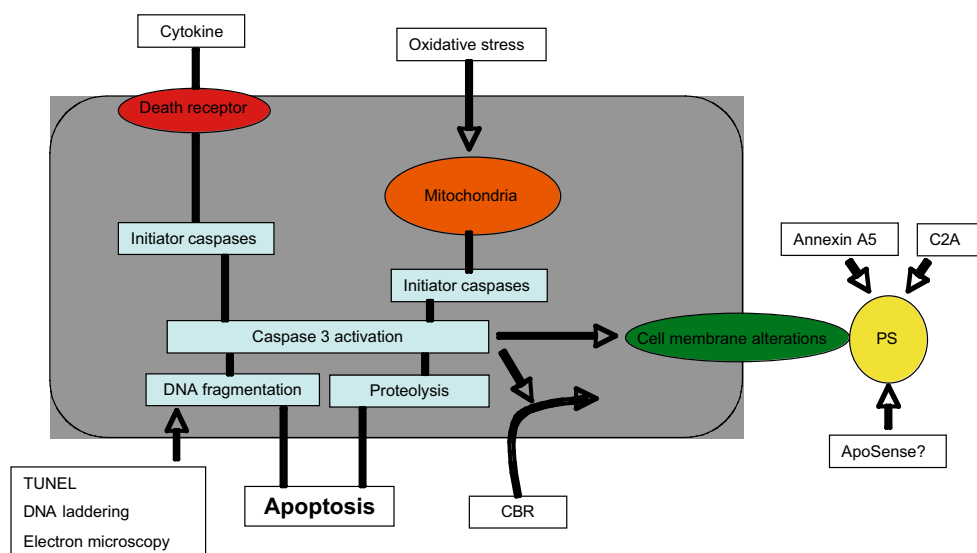 Cytokine
Oxidative stress
Death receptor
Mitochondria
Initiator caspases
Annexin A5
C2A
Initiator caspases
Caspase 3 activation
Cell membrane alterations
PS
DNA fragmentation
Proteolysis
ApoSense?
TUNEL
DNA laddering
Electron microscopy
Apoptosis
CBR